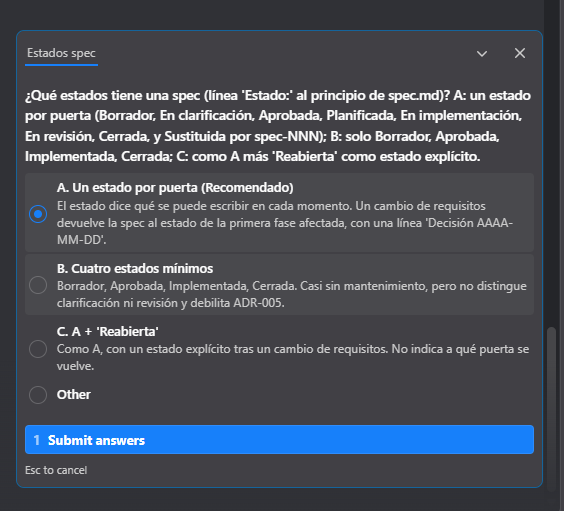 Estados spec
¿Qué estados tiene una spec (línea 'Estado:' al principio de spec.md)? A: un estado
por puerta (Borrador, En clarificación, Aprobada, Planificada, En implementación,
En revisión, Cerrada, y Sustituida por spec-NNN); B: solo Borrador, Aprobada,
Implementada, Cerrada; C: como A más 'Reabierta' como estado explícito.
A. Un estado por puerta (Recomendado)
El estado dice qué se puede escribir en cada momento. Un cambio de requisitos
devuelve la spec al estado de la primera fase afectada, con una línea 'Decisión AAAA-
MM-DD'.
B. Cuatro estados mínimos
Borrador, Aprobada, Implementada, Cerrada. Casi sin mantenimiento, pero no distingue
clarificación ni revisión y debilita ADR-005.
C. A + 'Reabierta'
Como A, con un estado explícito tras un cambio de requisitos. No indica a qué puerta se
vuelve.
Other
1 Submit answers
Esc to cancel